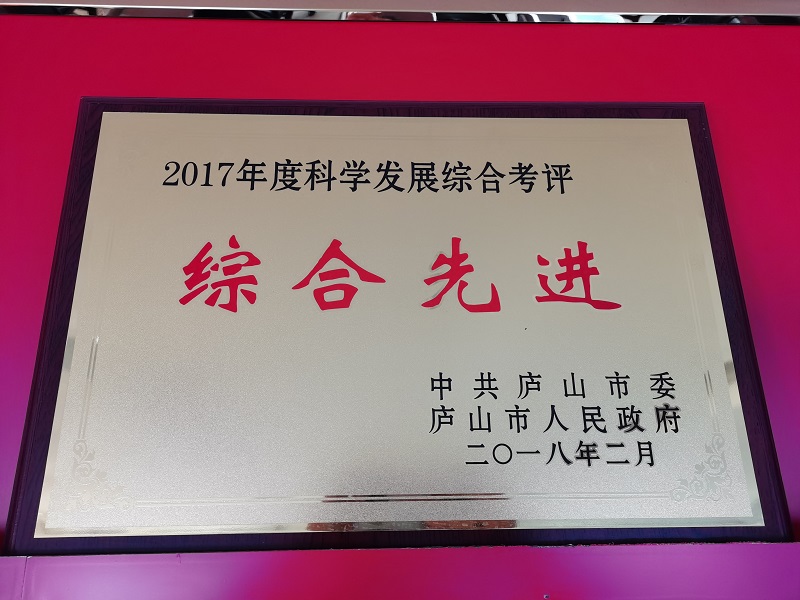 2017年度科学发展综合考评
综合先进
中共庐山市委
庐山市人民政府
二〇一八年二月